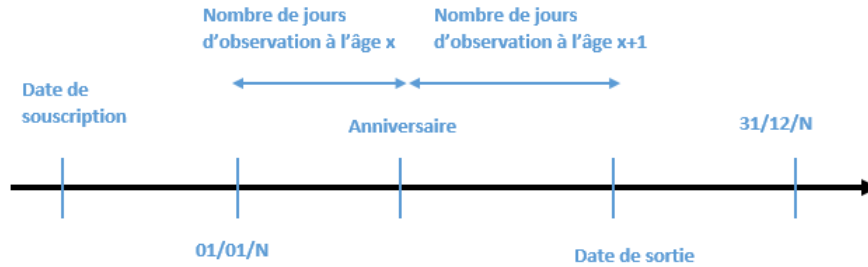 Nombre de jours
d'observation à l'âge x
Nombre de jours
d'observation à l'âge x+1
Date de
souscription
Anniversaire
31/12/N
01/01/N
Date de sortie